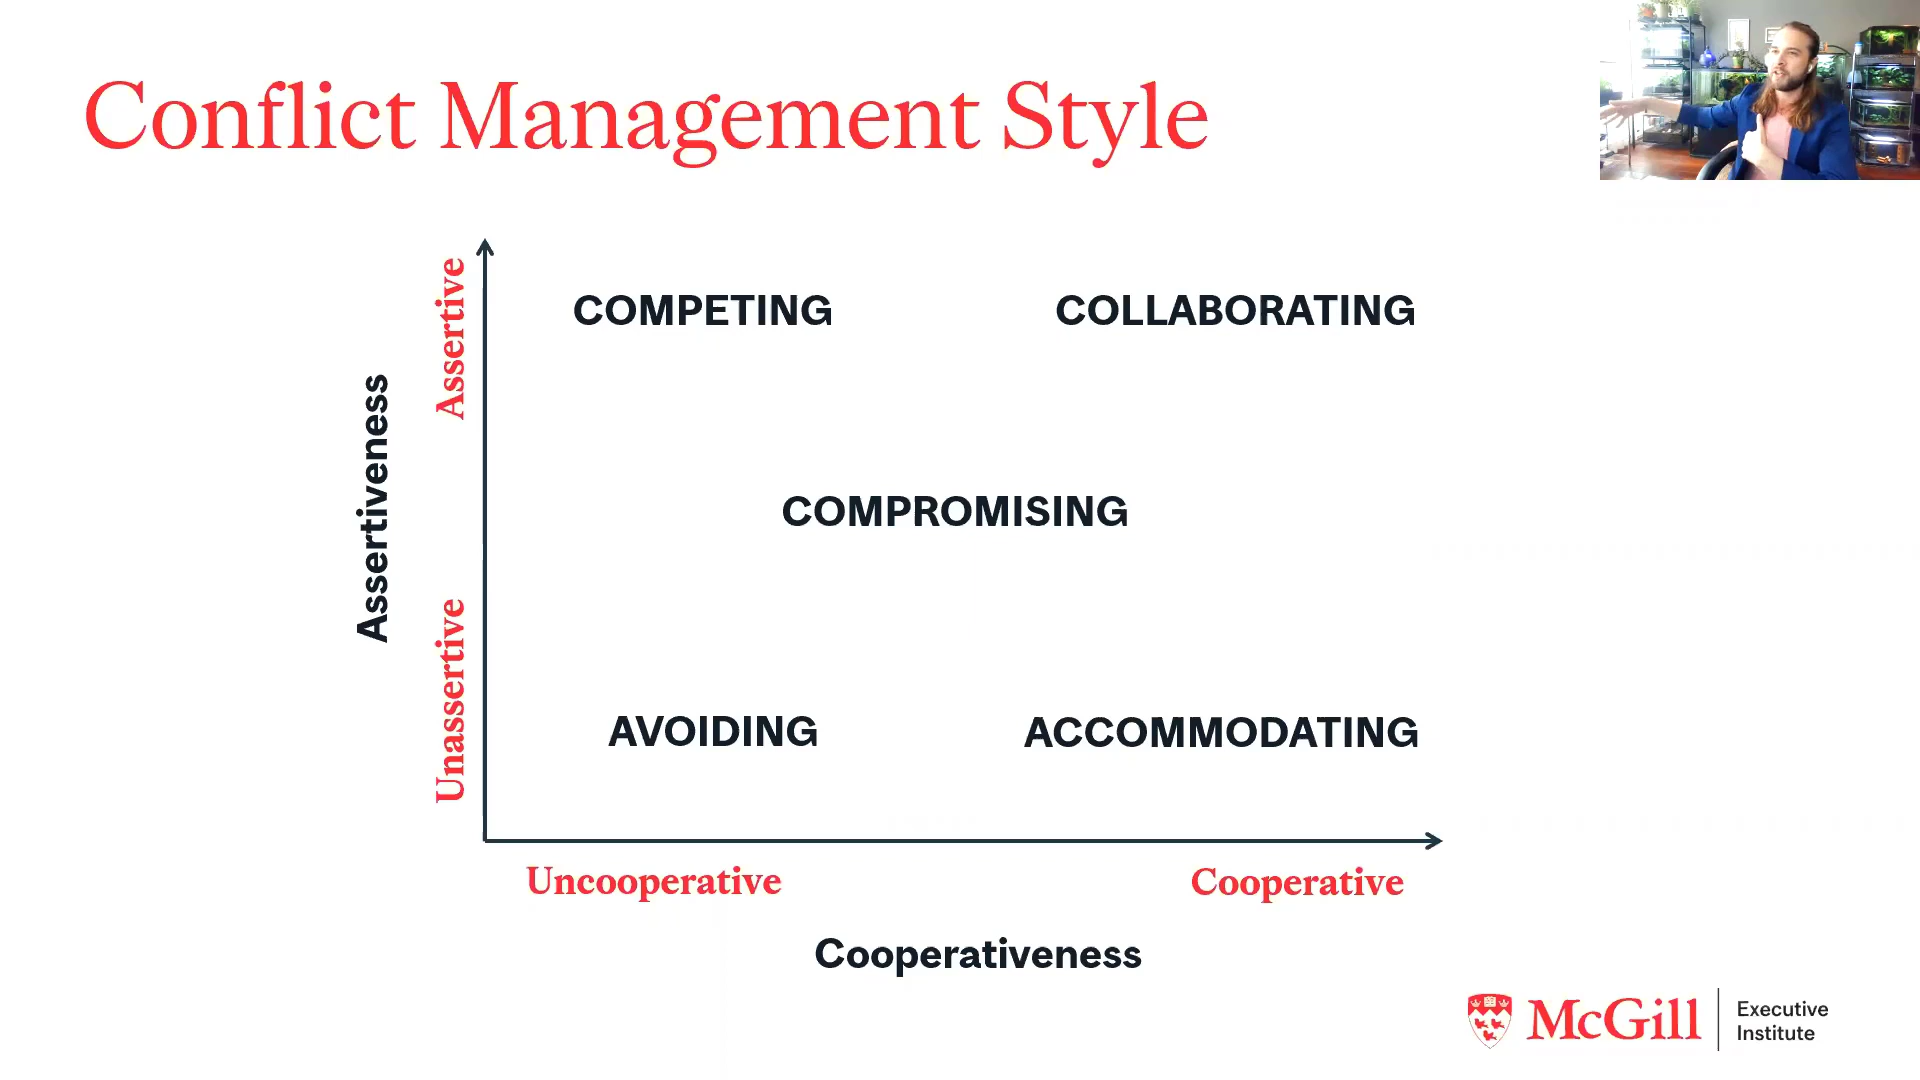 Conflict Management Style
Assertiveness
Assertive
Unassertive
COMPETING
COLLABORATING
COMPROMISING
AVOIDING
ACCOMMODATING
Uncooperative
Cooperative
Cooperativeness
McGill
Executive
Institute